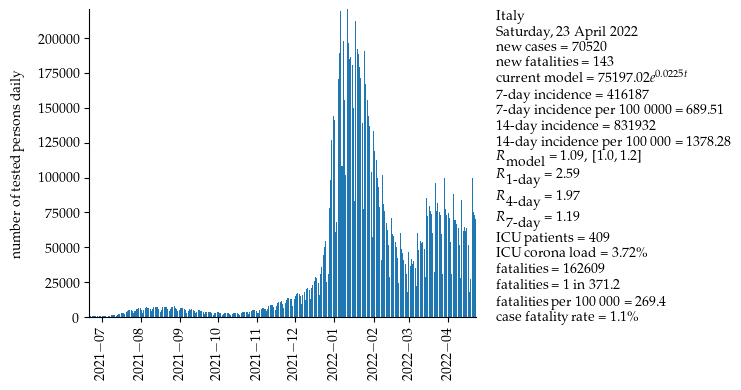 number of tested persons daily
200000
175000
150000
125000
100000
75000
50000
25000
0
2021−07
2021−08
2021−09
2021−10
2021−11
2021−12
2022−01
2022−02
2022−03
2022−04
Italy
Saturday, 23 April 2022
new cases = 70520
new fatalities = 143
current model = 75197.02e^0.0225t
7-day incidence = 416187
7-day incidence per 100 0000 = 689.51
14-day incidence = 831932
14-day incidence per 100 000 = 1378.28
R_model = 1.09, [1.0, 1.2]
R_1-day = 2.59
R_4-day = 1.97
R_7-day = 1.19
ICU patients = 409
ICU corona load = 3.72%
fatalities = 162609
fatalities = 1 in 371.2
fatalities per 100 000 = 269.4
case fatality rate = 1.1%